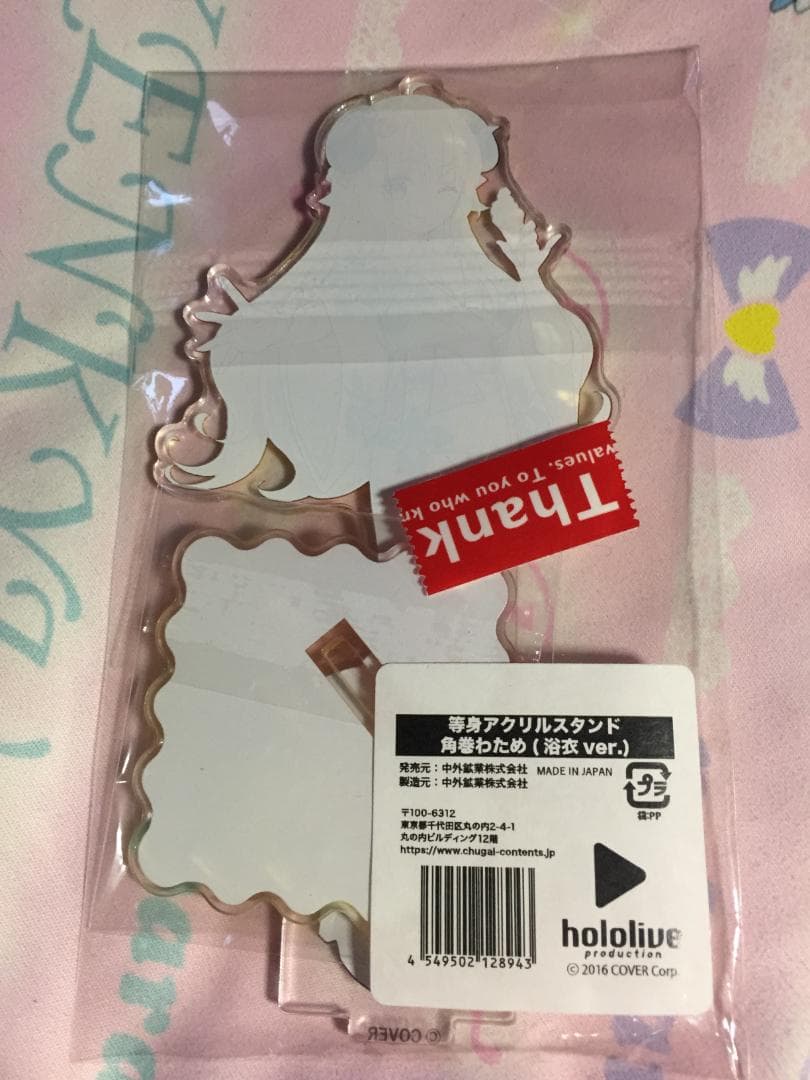 values. To you who kr
Thank
等身アクリルスタンド
角巻わため(浴衣ver.)
発売元:中外鉱業株式会社 MADE IN JAPAN
製造元:中外鉱業株式会社
プラ
袋:PP
〒100-6312
東京都千代田区丸の内2-4-1
丸の内ビルディング12階
https://www.chugai-contents.jp
4 549502 128943
hololive
production
© 2016 COVER Corp.
© COVER